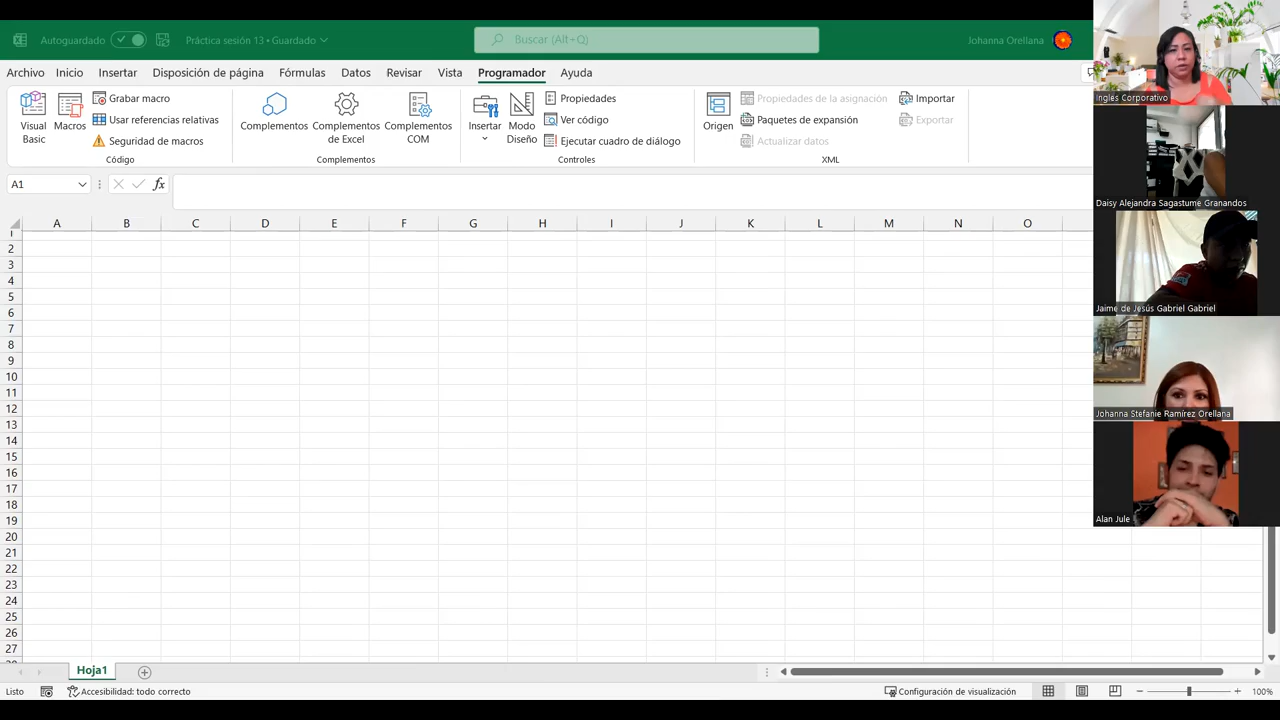 Autoguardado
Práctica sesión 13 • Guardado
Buscar (Alt+Q)
Johanna Orellana
Archivo Inicio Insertar Disposición de página Fórmulas Datos Revisar Vista Programador Ayuda
Visual Basic
Macros
Grabar macro
Usar referencias relativas
Seguridad de macros
Código
Complementos
Complementos de Excel
Complementos COM
Complementos
Insertar
Modo Diseño
Propiedades
Ver código
Ejecutar cuadro de diálogo
Controles
Origen
Propiedades de la asignación
Paquetes de expansión
Actualizar datos
Importar
Exportar
XML
A1
fx
A B C D E F G H I J K L M N O
2
3
4
5
6
7
8
9
10
11
12
13
14
15
16
17
18
19
20
21
22
23
24
25
26
27
Hoja1
Listo
Accesibilidad: todo correcto
Configuración de visualización
100%
Inglés Corporativo
Daisy Alejandra Sagastume Granandos
Jaime de Jesús Gabriel Gabriel
Johanna Stefanie Ramírez Orellana
Alan Jule